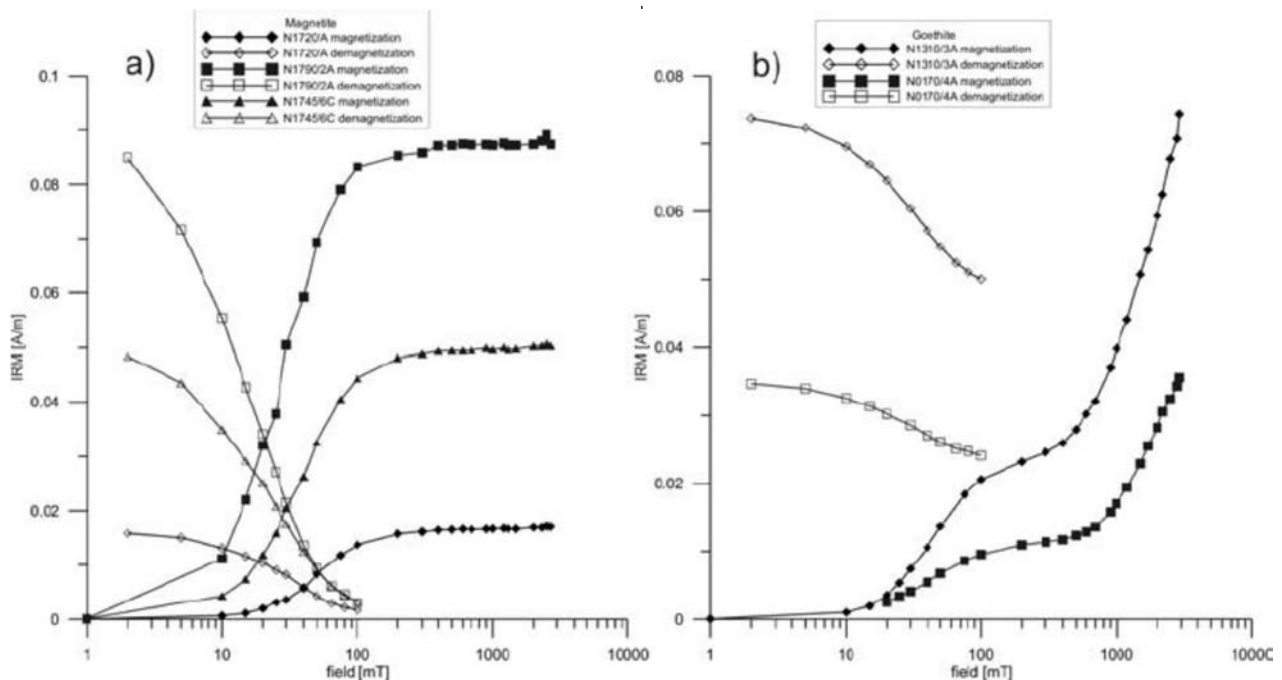 Magnetite
N1720/A magnetization
N1720/A demagnetization
N1790/2A magnetization
N1790/2A demagnetization
N1745/6C magnetization
N1745/6C demagnetization
a)
0.1
0.08
0.06
0.04
0.02
0
IRM [A/m]
1
10
100
1000
10000
field [mT]
Goethite
N1310/3A magnetization
N1310/3A demagnetization
N0170/4A magnetization
N0170/4A demagnetization
b)
0.08
0.06
0.04
0.02
0
IRM [A/m]
1
10
100
1000
1000C
field [mT]